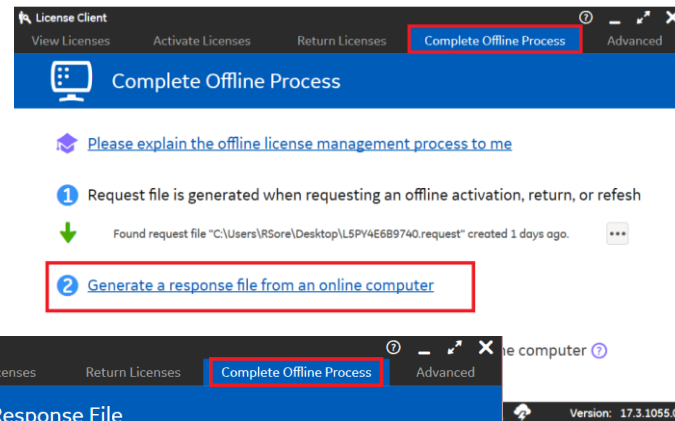 License Client
View Licenses Activate Licenses Return Licenses Complete Offline Process Advanced
Complete Offline Process
Please explain the offline license management process to me
1 Request file is generated when requesting an offline activation, return, or refesh
Found request file "C:\Users\RSore\Desktop\L5PY4E6B9740.request" created 1 days ago.
2 Generate a response file from an online computer
computer
Return Licenses Complete Offline Process Advanced
Response File
Version: 17.3.1055.0